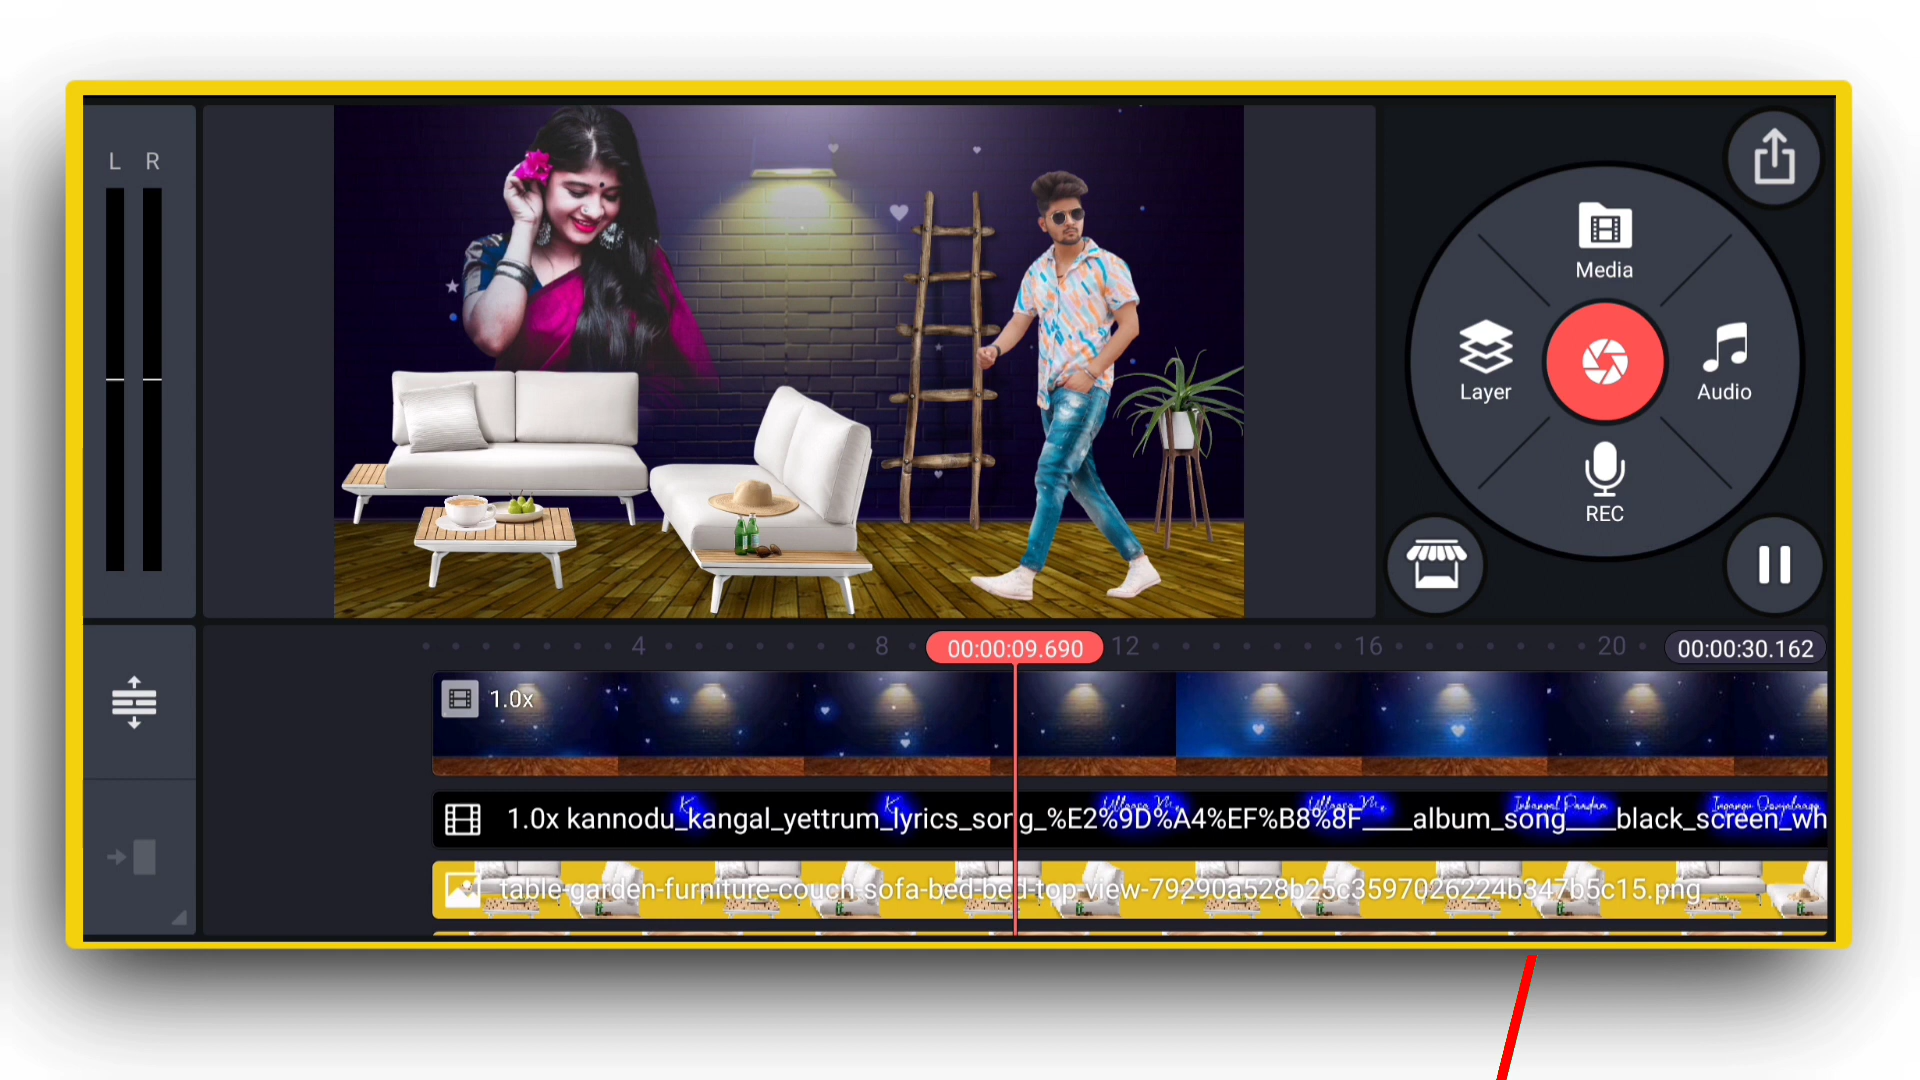 L R
Media
Layer
Audio
REC
4 8 00:00:09.690 12 16 20 00:00:30.162
1.0x
1.0x kannodu_kangal_yettrum_lyrics_song_%E2%9D%A4%EF%B8%8F____album_song____black_screen_wh
table-garden-furniture-couch-sofa-bed-bed-top-view-79290a528b25c3597026224b347b5c15.png